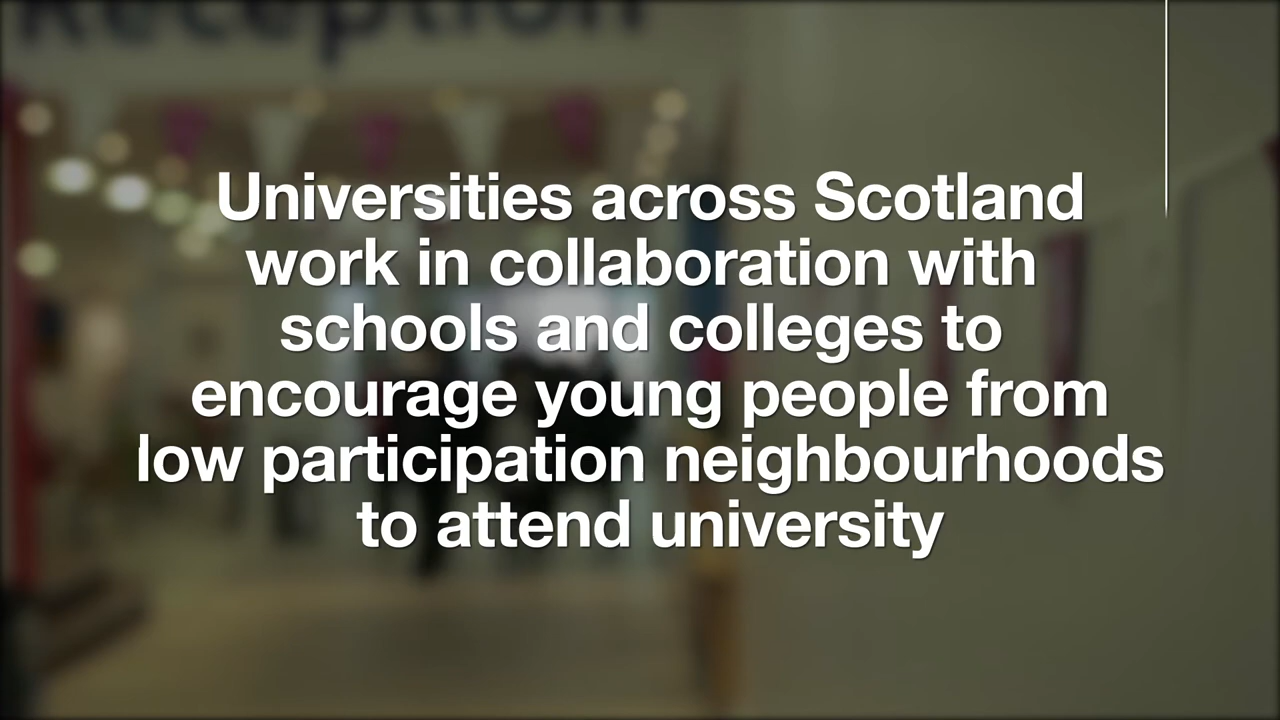 Reception
Universities across Scotland
work in collaboration with
schools and colleges to
encourage young people from
low participation neighbourhoods
to attend university